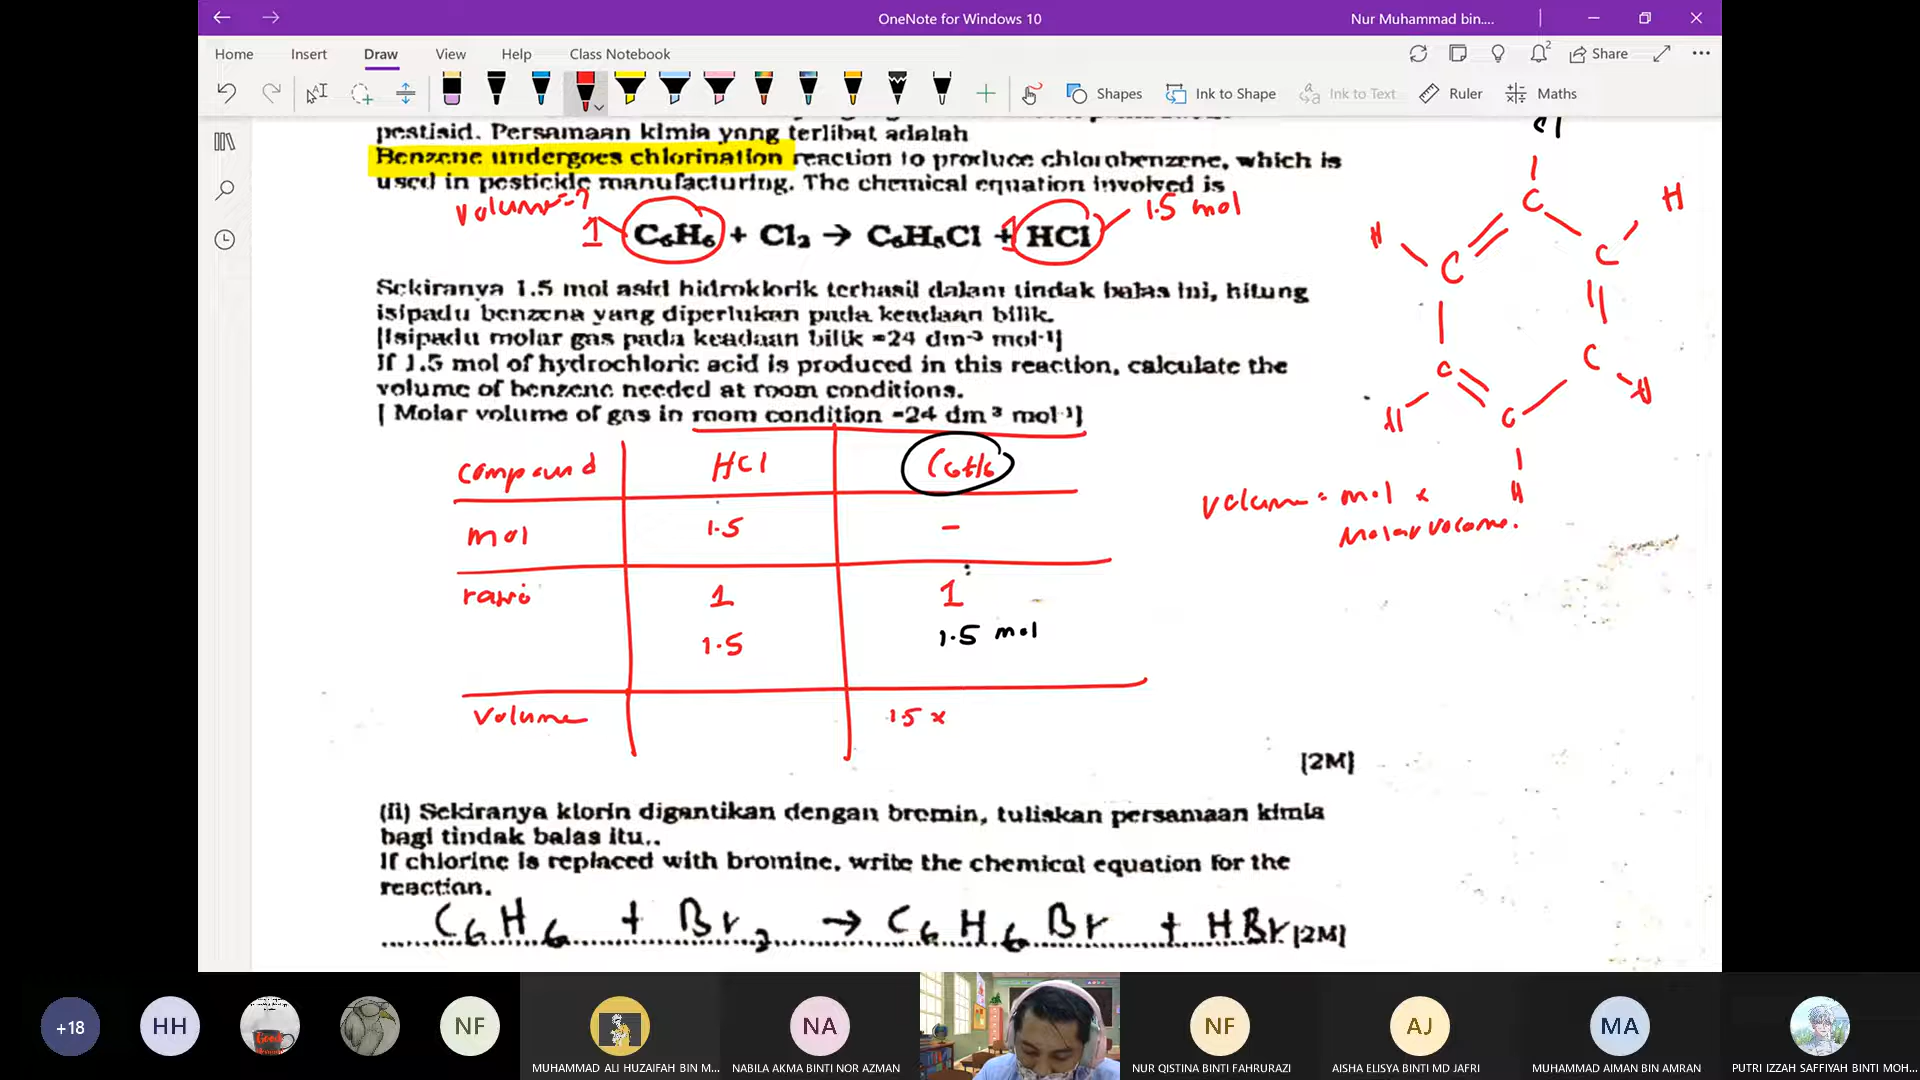 OneNote for Windows 10
Nur Muhammad bin....
Home Insert Draw View Help Class Notebook
2 Share
Shapes Ink to Shape Ink to Text Ruler Maths
pestisid. Persamaan kimia yang terlibat adalah
Benzene undergoes chlorination reaction to produce chlorobenzene, which is
used in pesticide manufacturing. The chemical equation involved is
volume=?
1.5 mol
1 C₆H₆ + Cl₂ → C₆H₅Cl + 1 HCl
Sekiranya 1.5 mol asid hidroklorik terhasil dalam tindak balas ini, hitung
isipadu benzena yang diperlukan pada keadaan bilik.
[Isipadu molar gas pada keadaan bilik =24 dm⁻³ mol⁻¹]
If 1.5 mol of hydrochloric acid is produced in this reaction, calculate the
volume of benzene needed at room conditions.
[ Molar volume of gas in room condition =24 dm³ mol⁻¹]
Cl
C H
H C C
C C H
H C
H
volume = mol x
Molar volume.
compound HCl C6H6
mol 1.5 -
ratio 1 : 1
1.5 1.5 mol
volume 1.5 x
[2M]
(ii) Sekiranya klorin digantikan dengan bromin, tuliskan persamaan kimia
bagi tindak balas itu..
If chlorine is replaced with bromine, write the chemical equation for the
reaction.
C₆H₆ + Br₂ → C₆H₆Br + HBr [2M]
+18
HH
NF
MUHAMMAD ALI HUZAIFAH BIN M...
NA
NABILA AKMA BINTI NOR AZMAN
NF
NUR QISTINA BINTI FAHRURAZI
AJ
AISHA ELISYA BINTI MD JAFRI
MA
MUHAMMAD AIMAN BIN AMRAN
PUTRI IZZAH SAFFIYAH BINTI MOH...